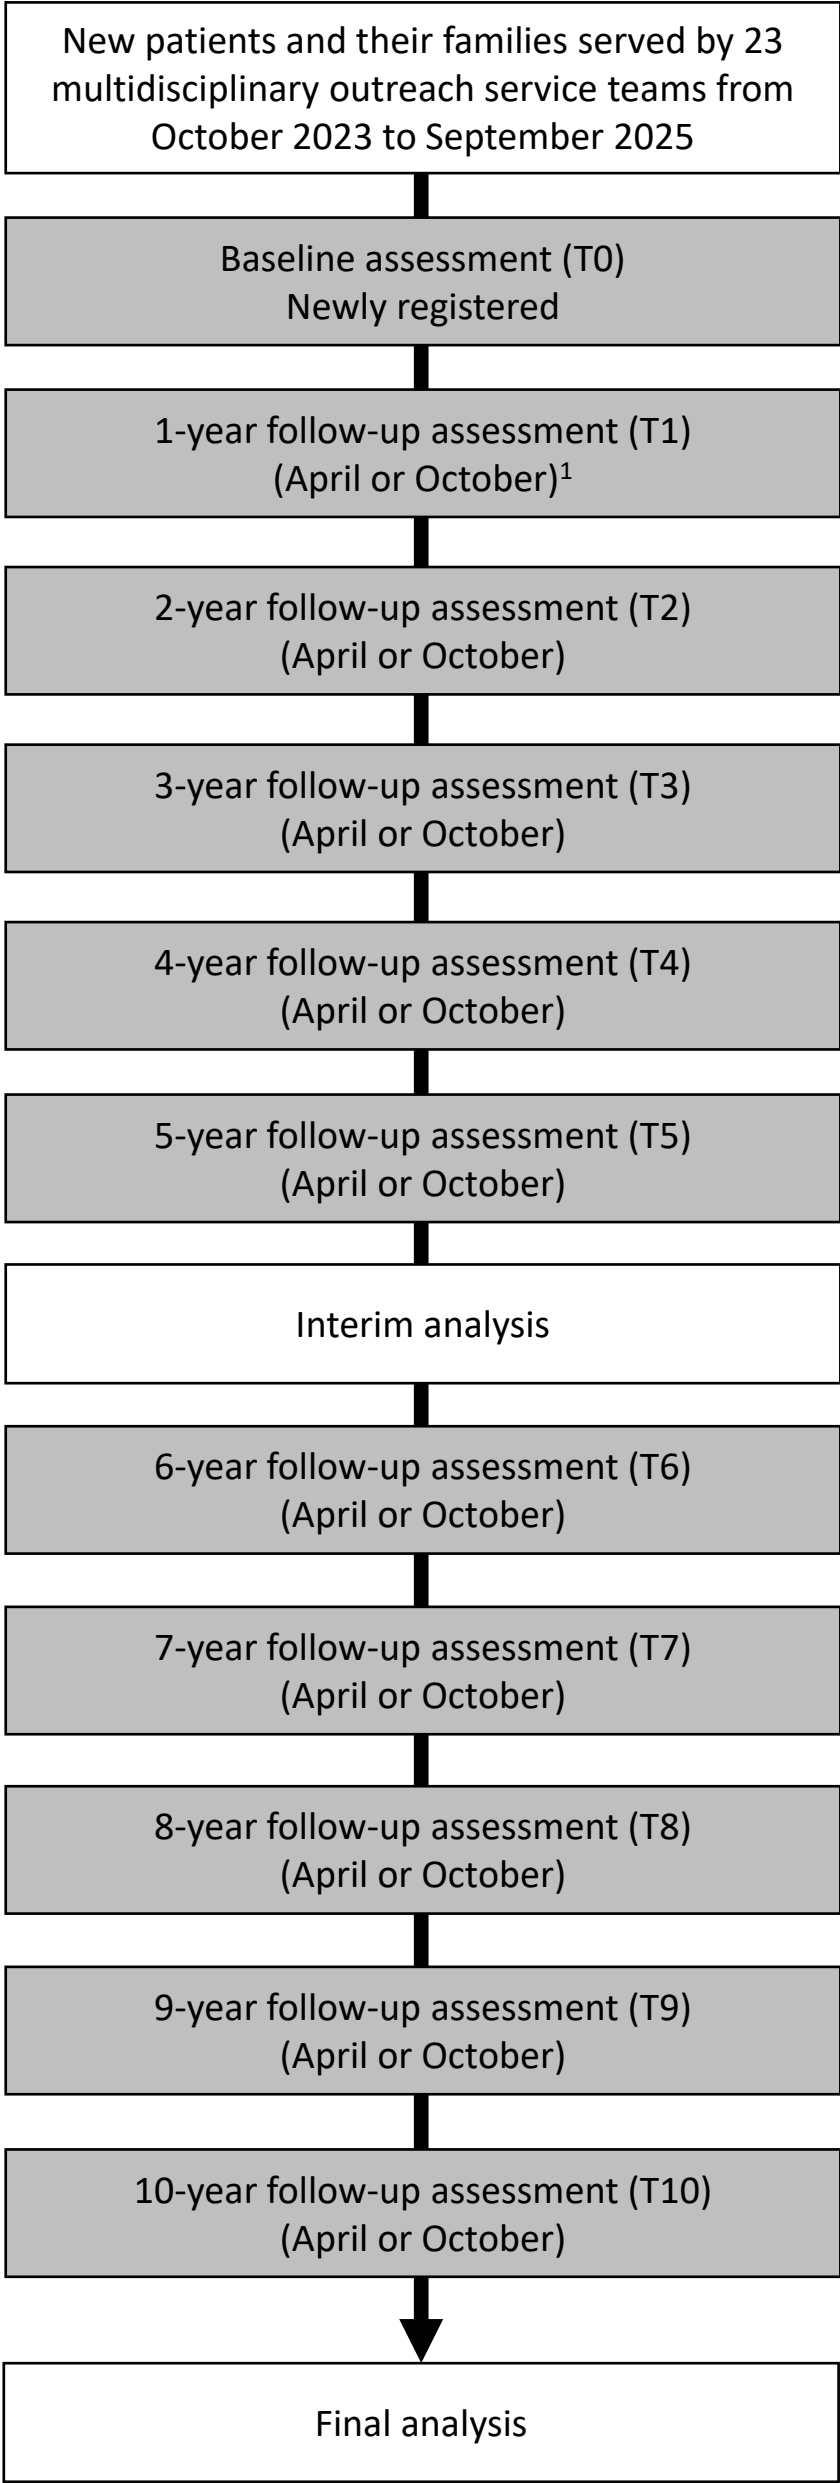 New patients and their families served by 23
multidisciplinary outreach service teams from
October 2023 to September 2025
Baseline assessment (T0)
Newly registered
1-year follow-up assessment (T1)
(April or October)¹
2-year follow-up assessment (T2)
(April or October)
3-year follow-up assessment (T3)
(April or October)
4-year follow-up assessment (T4)
(April or October)
5-year follow-up assessment (T5)
(April or October)
Interim analysis
6-year follow-up assessment (T6)
(April or October)
7-year follow-up assessment (T7)
(April or October)
8-year follow-up assessment (T8)
(April or October)
9-year follow-up assessment (T9)
(April or October)
10-year follow-up assessment (T10)
(April or October)
Final analysis